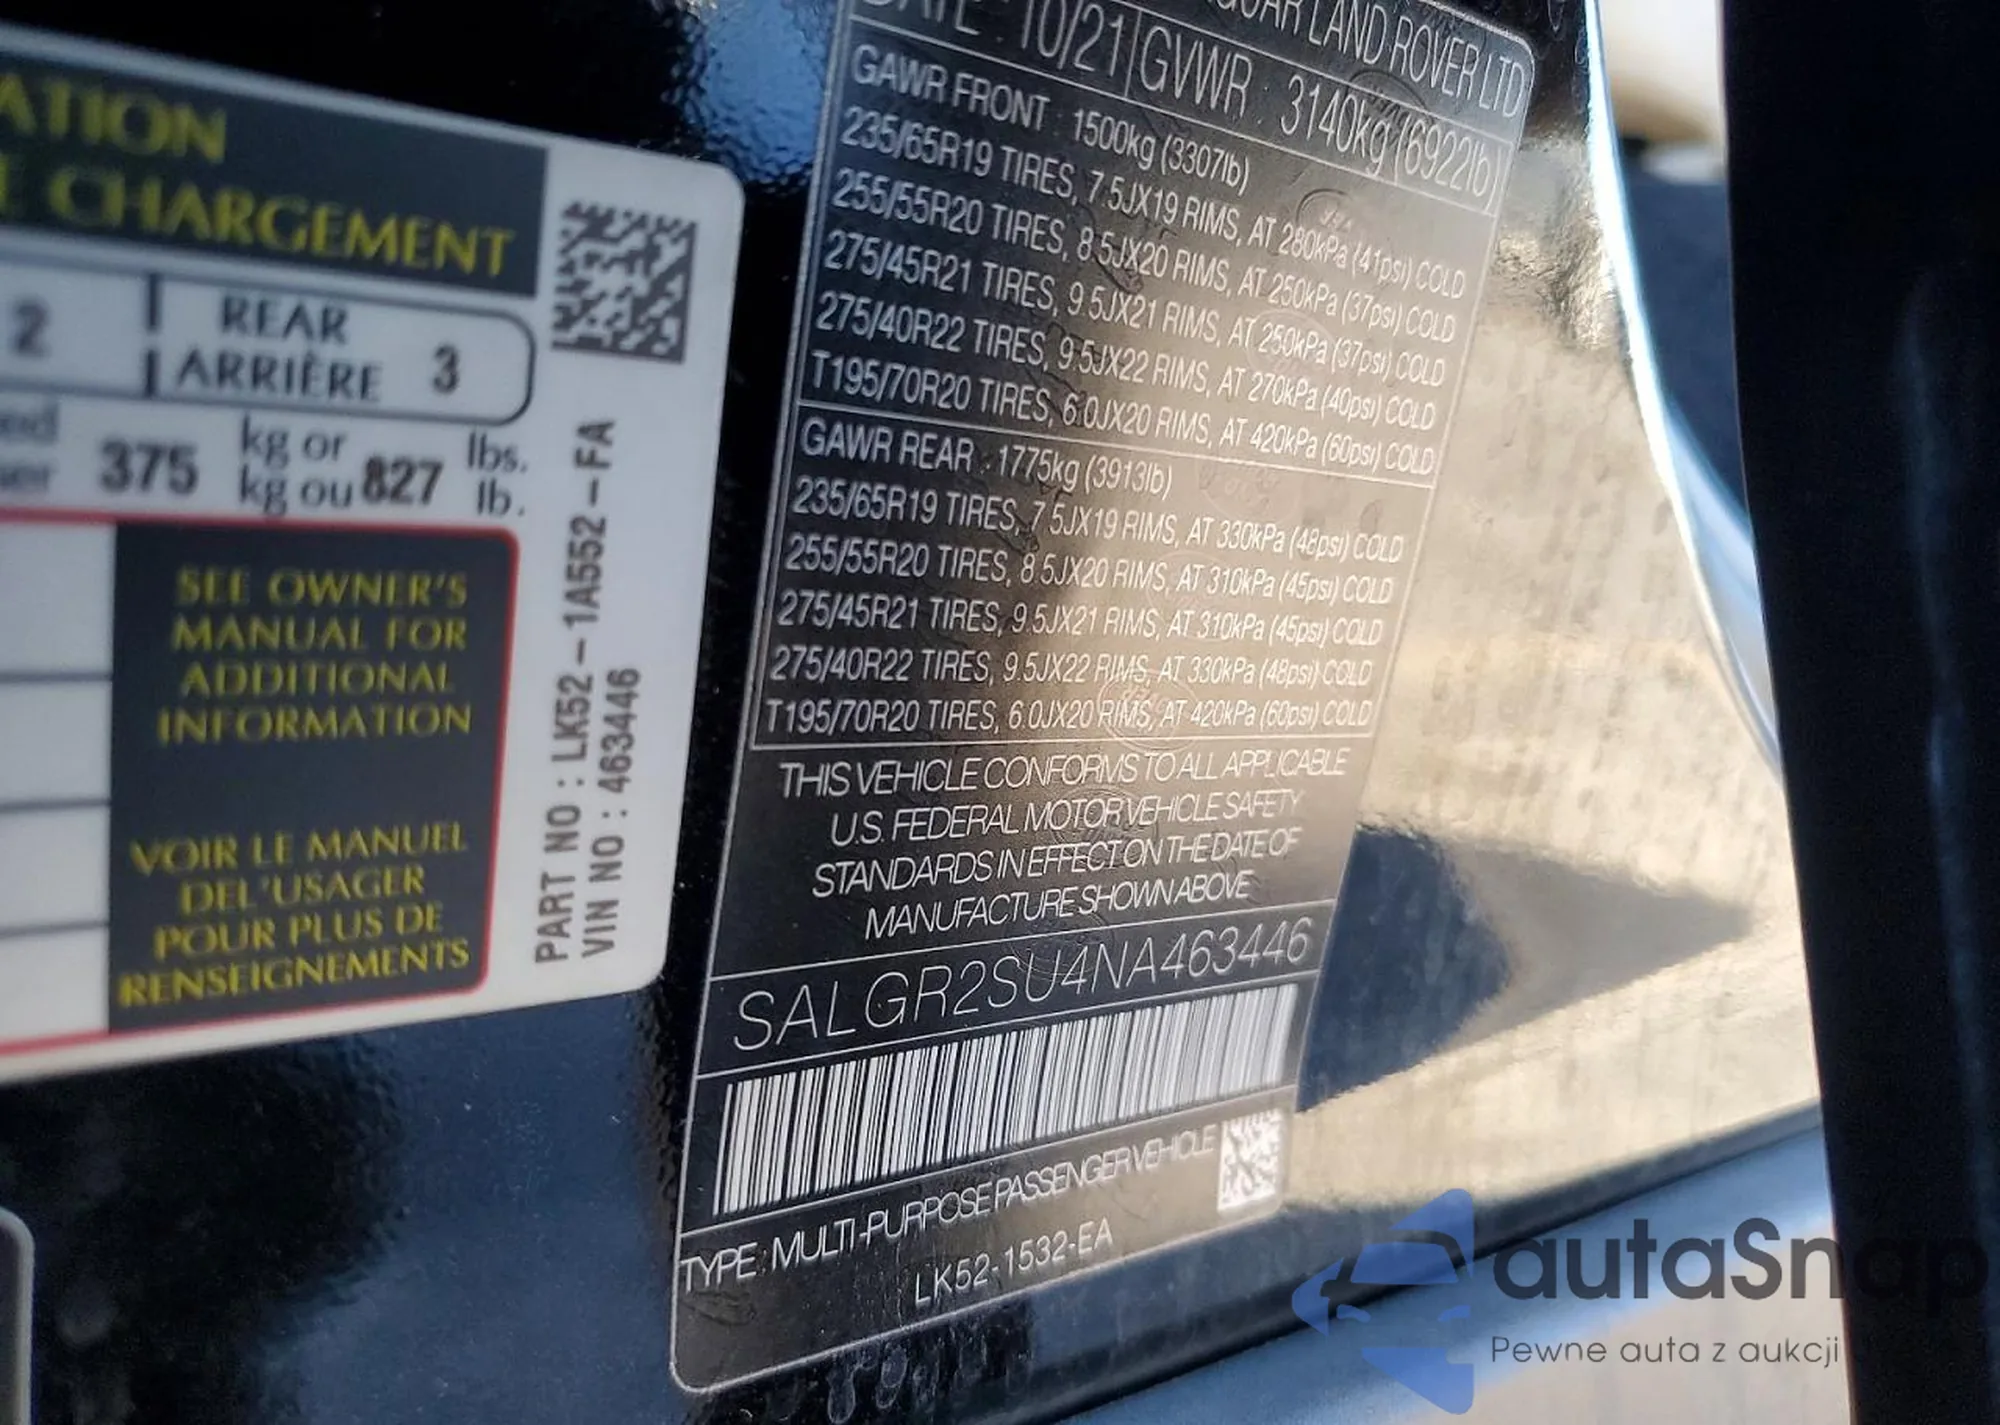 ATION
E CHARGEMENT
2
REAR
ARRIÈRE 3
375 kg or
kg ou 827 lbs.
lb.
SEE OWNER'S
MANUAL FOR
ADDITIONAL
INFORMATION
VOIR LE MANUEL
DEL'USAGER
POUR PLUS DE
RENSEIGNEMENTS
PART NO : LK52-1A552-FA
VIN NO : 463446
LAND ROVER LTD
DATE 10/21 GVWR : 3140kg (6922lb)
GAWR FRONT : 1500kg (3307lb)
235/65R19 TIRES, 7.5JX19 RIMS, AT 280kPa (41psi) COLD
255/55R20 TIRES, 8.5JX20 RIMS, AT 250kPa (37psi) COLD
275/45R21 TIRES, 9.5JX21 RIMS, AT 250kPa (37psi) COLD
275/40R22 TIRES, 9.5JX22 RIMS, AT 270kPa (40psi) COLD
T195/70R20 TIRES, 6.0JX20 RIMS, AT 420kPa (60psi) COLD
GAWR REAR : 1775kg (3913lb)
235/65R19 TIRES, 7.5JX19 RIMS, AT 330kPa (48psi) COLD
255/55R20 TIRES, 8.5JX20 RIMS, AT 310kPa (45psi) COLD
275/45R21 TIRES, 9.5JX21 RIMS, AT 310kPa (45psi) COLD
275/40R22 TIRES, 9.5JX22 RIMS, AT 330kPa (48psi) COLD
T195/70R20 TIRES, 6.0JX20 RIMS, AT 420kPa (60psi) COLD
THIS VEHICLE CONFORMS TO ALL APPLICABLE
U.S. FEDERAL MOTOR VEHICLE SAFETY
STANDARDS IN EFFECT ON THE DATE OF
MANUFACTURE SHOWN ABOVE
SALGR2SU4NA463446
TYPE: MULTI-PURPOSE PASSENGER VEHICLE
LK52-1532-EA
autaSnap
Pewne auta z aukcji